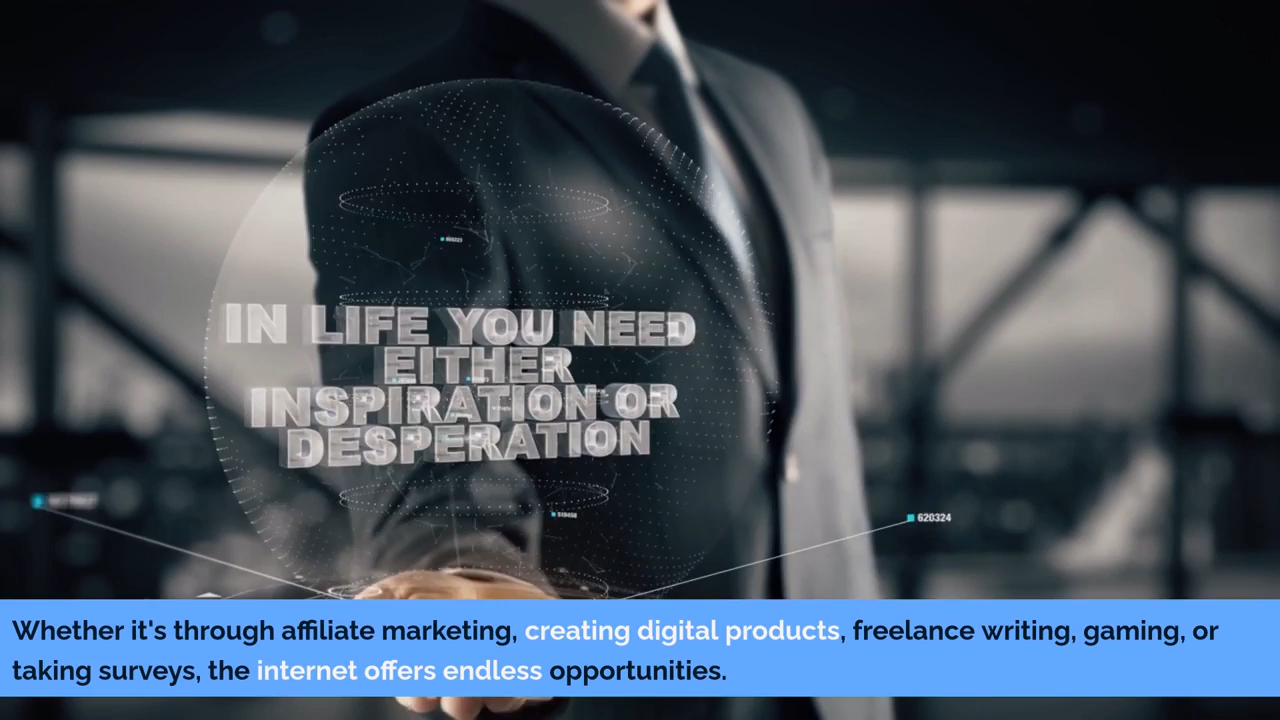 IN LIFE YOU NEED
EITHER
INSPIRATION OR
DESPERATION
620324
Whether it's through affiliate marketing, creating digital products, freelance writing, gaming, or
taking surveys, the internet offers endless opportunities.